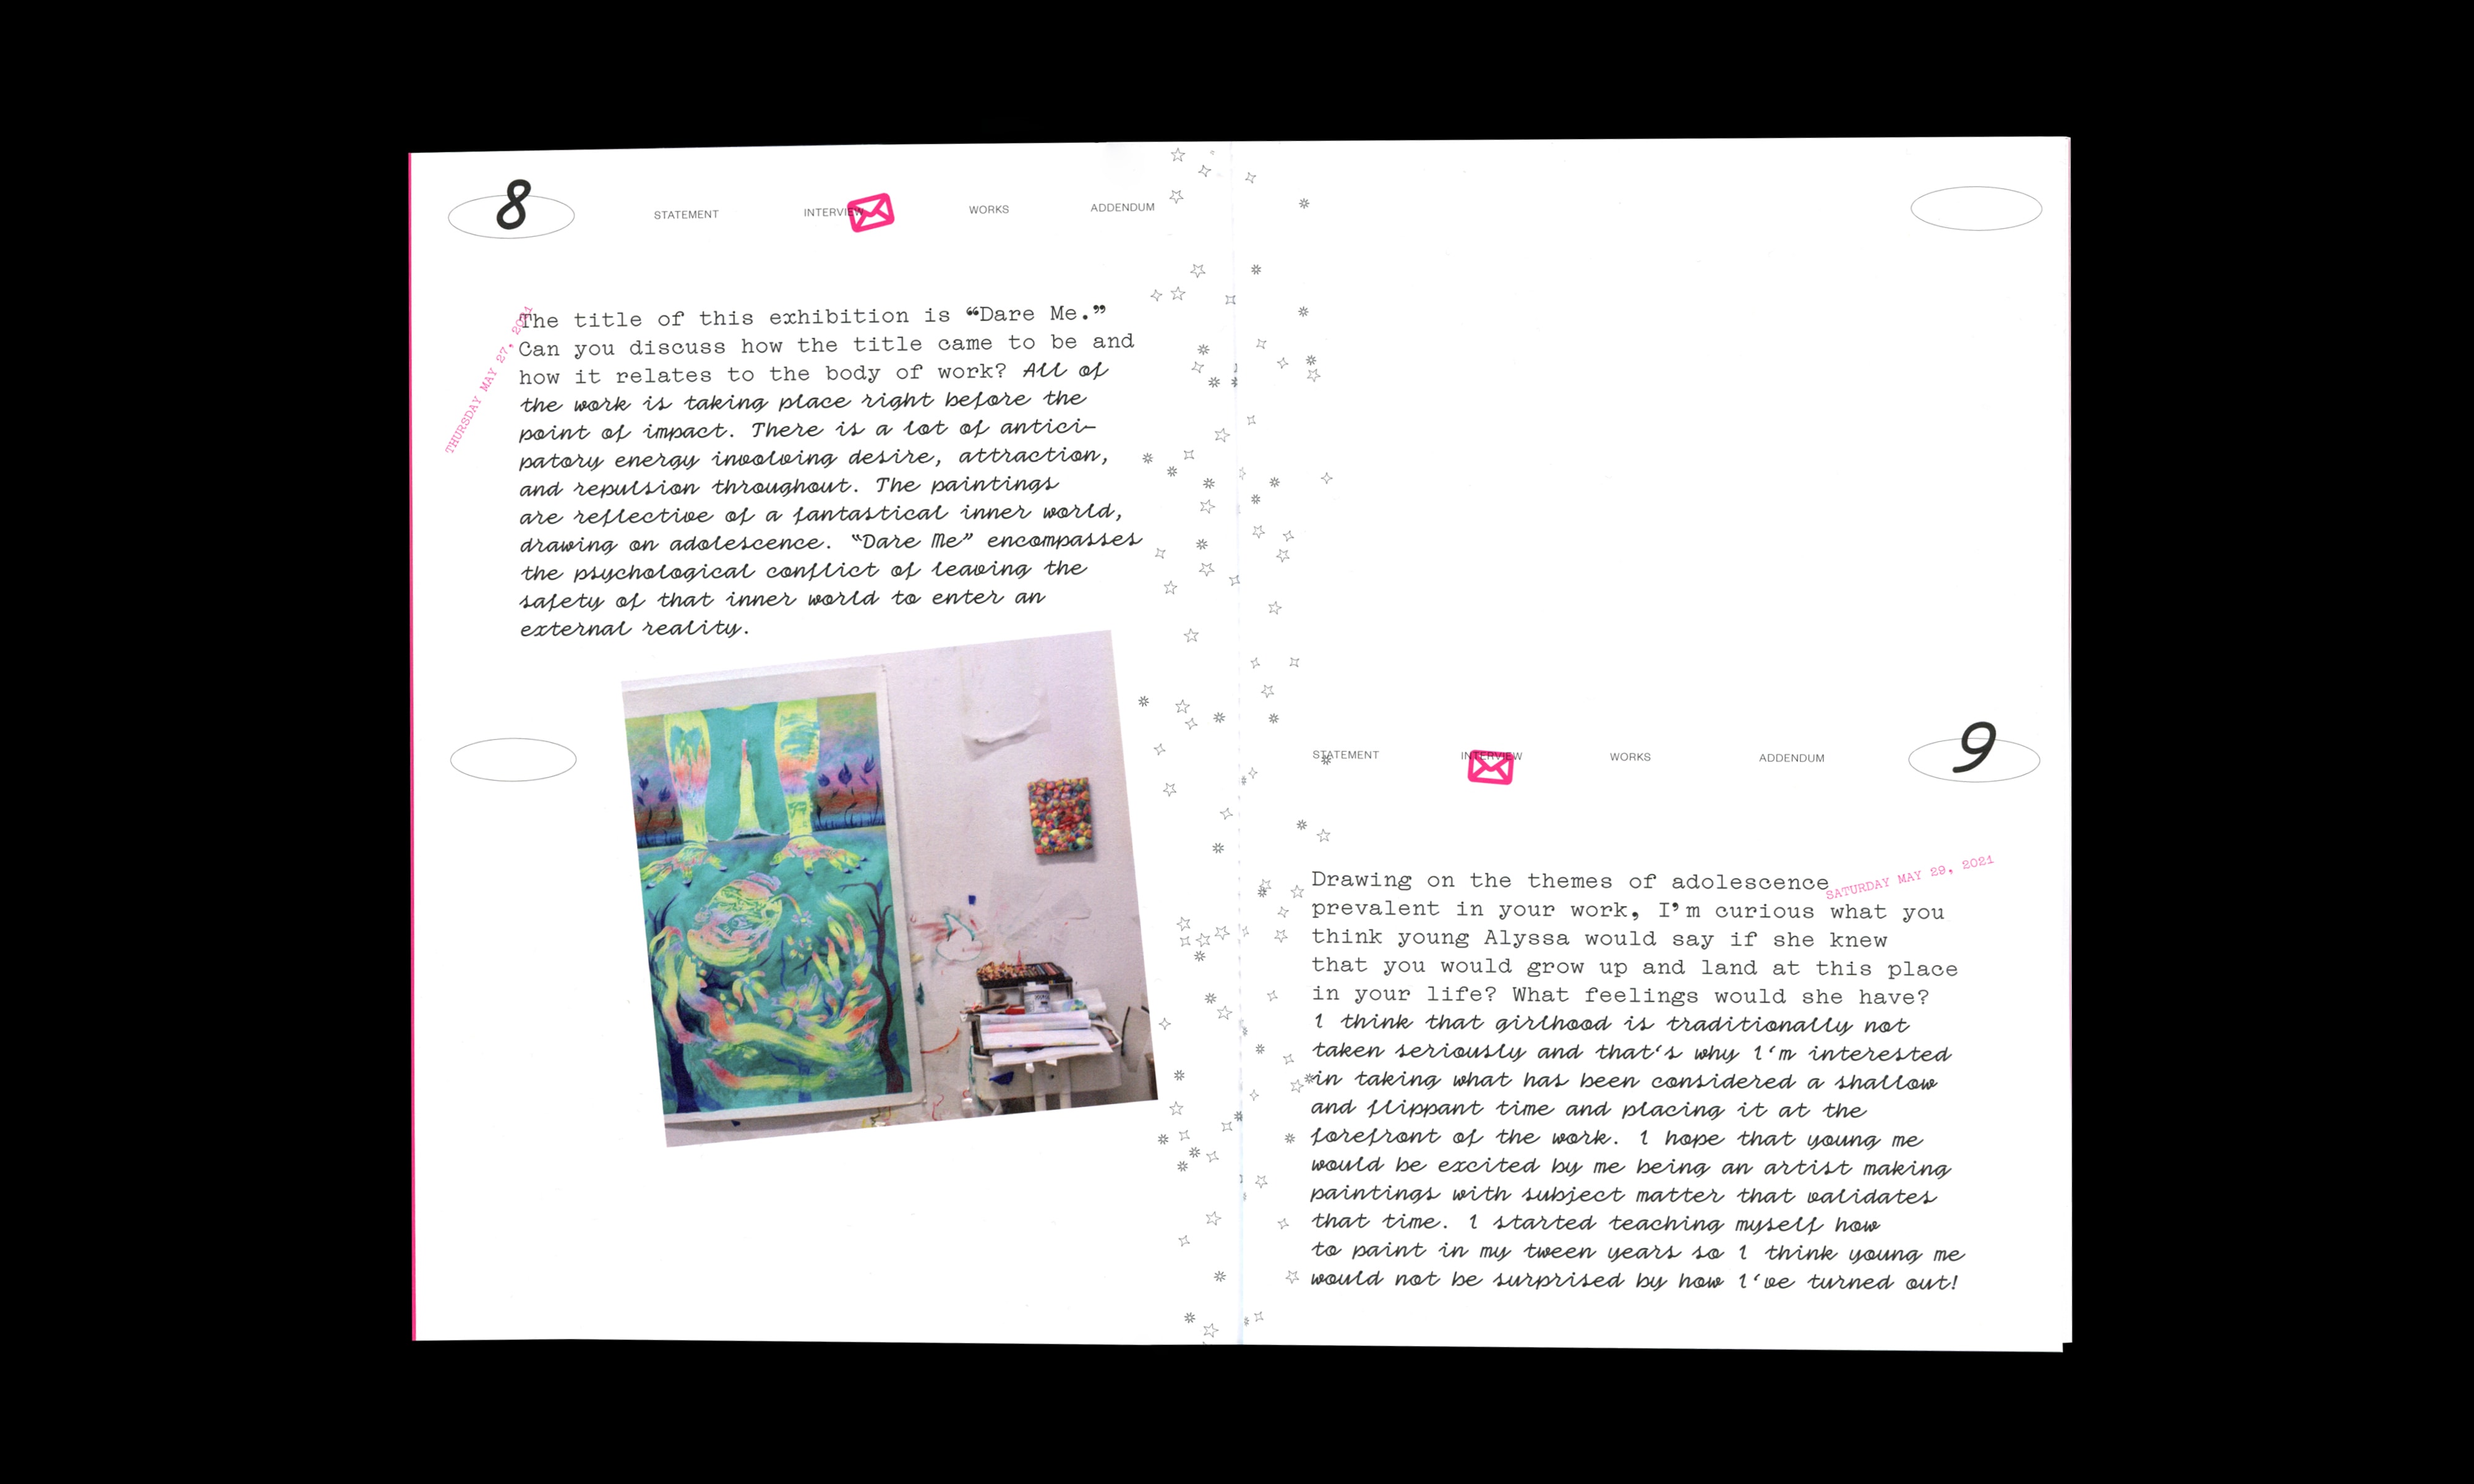 8
STATEMENT INTERVIEW WORKS ADDENDUM
THURSDAY MAY 27, 2021
The title of this exhibition is “Dare Me.”
Can you discuss how the title came to be and
how it relates to the body of work? All of
the work is taking place right before the
point of impact. There is a lot of antici-
patory energy involving desire, attraction,
and repulsion throughout. The paintings
are reflective of a fantastical inner world,
drawing on adolescence. “Dare Me” encompasses
the psychological conflict of leaving the
safety of that inner world to enter an
external reality.
STATEMENT INTERVIEW WORKS ADDENDUM
9
SATURDAY MAY 29, 2021
Drawing on the themes of adolescence
prevalent in your work, I’m curious what you
think young Alyssa would say if she knew
that you would grow up and land at this place
in your life? What feelings would she have?
I think that girlhood is traditionally not
taken seriously and that‘s why I‘m interested
in taking what has been considered a shallow
and flippant time and placing it at the
forefront of the work. I hope that young me
would be excited by me being an artist making
paintings with subject matter that validates
that time. I started teaching myself how
to paint in my tween years so I think young me
would not be surprised by how I‘ve turned out!